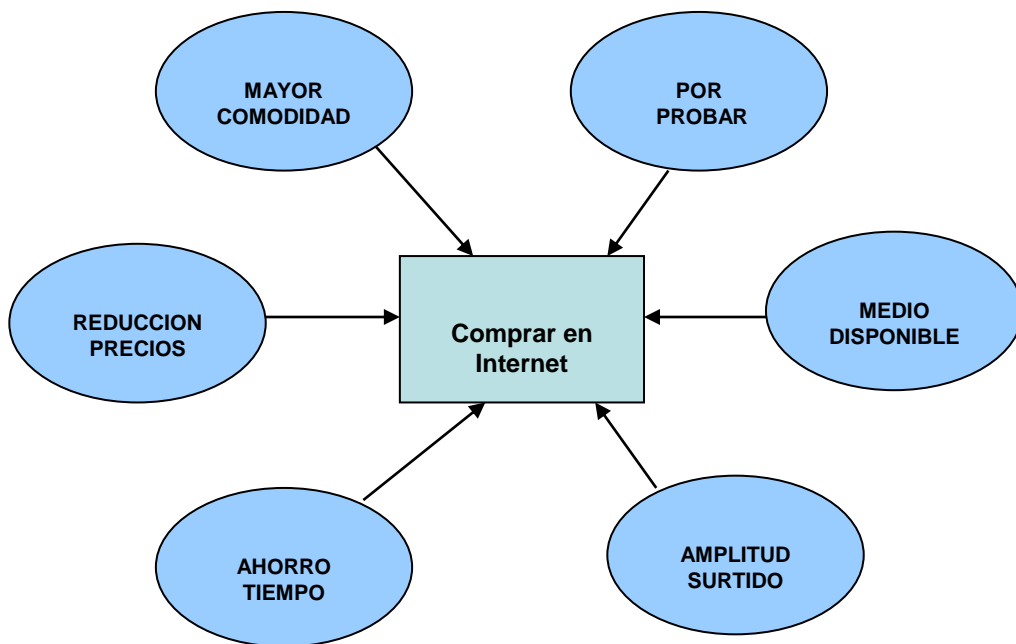 MAYOR
COMODIDAD
POR
PROBAR
REDUCCION
PRECIOS
Comprar en
Internet
MEDIO
DISPONIBLE
AHORRO
TIEMPO
AMPLITUD
SURTIDO